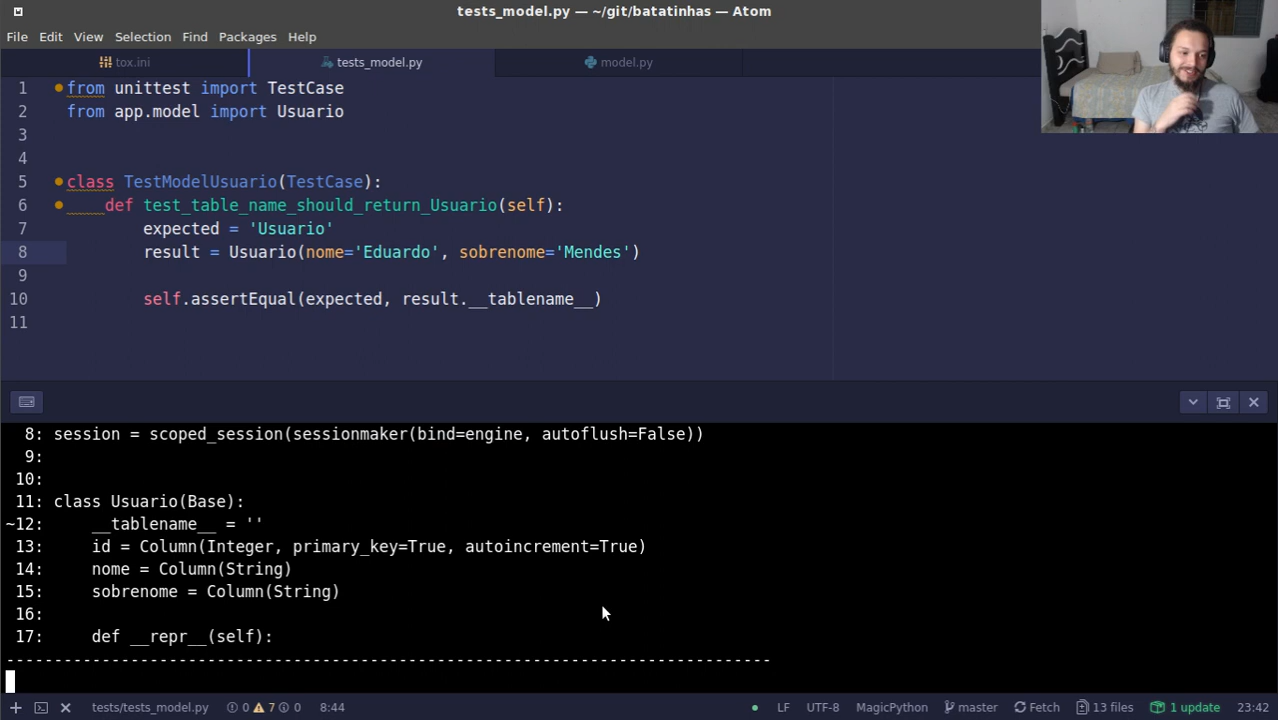 tests_model.py — ~/git/batatinhas — Atom
File Edit View Selection Find Packages Help
tox.ini tests_model.py model.py
1 from unittest import TestCase
2 from app.model import Usuario
3
4
5 class TestModelUsuario(TestCase):
6 def test_table_name_should_return_Usuario(self):
7 expected = 'Usuario'
8 result = Usuario(nome='Eduardo', sobrenome='Mendes')
9
10 self.assertEqual(expected, result.__tablename__)
11
8: session = scoped_session(sessionmaker(bind=engine, autoflush=False))
9:
10:
11: class Usuario(Base):
~12: __tablename__ = ''
13: id = Column(Integer, primary_key=True, autoincrement=True)
14: nome = Column(String)
15: sobrenome = Column(String)
16:
17: def __repr__(self):
--------------------------------------------------------------------------------
tests/tests_model.py 0 7 0 8:44 LF UTF-8 MagicPython master Fetch 13 files 1 update 23:42